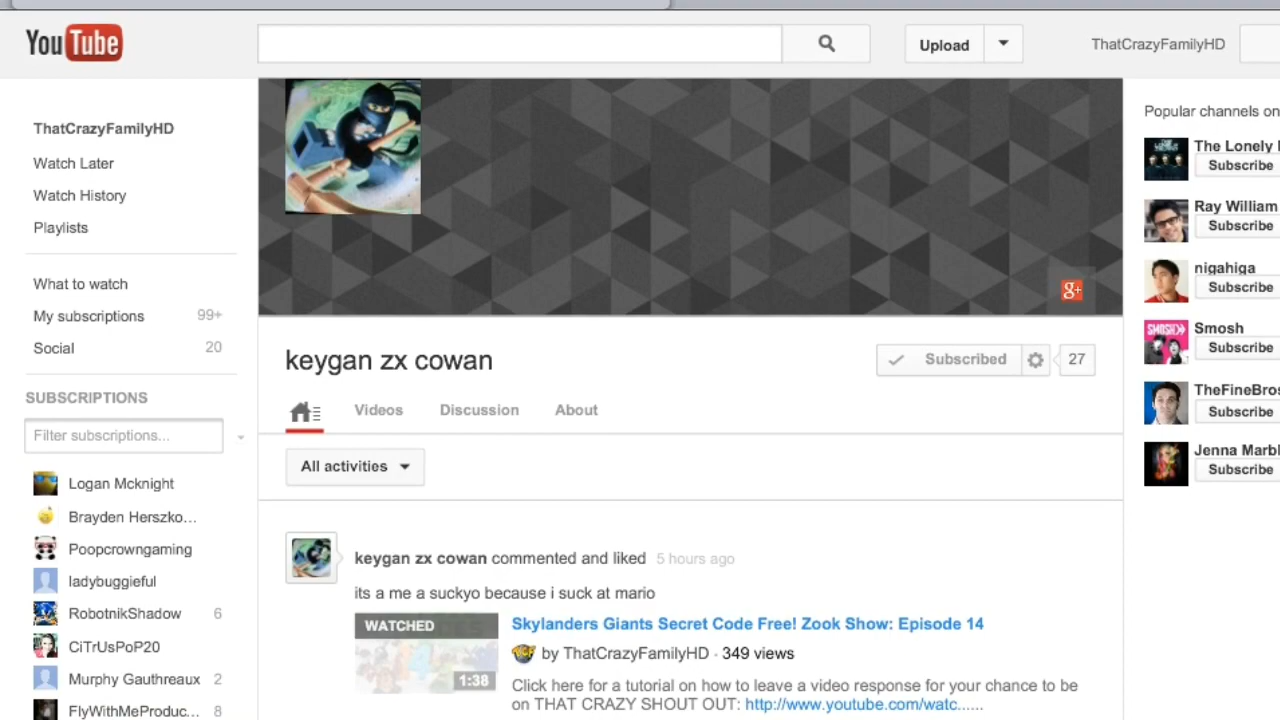 YouTube
Upload
ThatCrazyFamilyHD
ThatCrazyFamilyHD
Watch Later
Watch History
Playlists
What to watch
My subscriptions 99+
Social 20
SUBSCRIPTIONS
Filter subscriptions...
Logan Mcknight
Brayden Herszko...
Poopcrowngaming
ladybuggieful
RobotnikShadow 6
CiTrUsPoP20
Murphy Gauthreaux 2
FlyWithMeProduc... 8
g+
keygan zx cowan
Subscribed 27
Videos Discussion About
All activities
keygan zx cowan commented and liked 5 hours ago
its a me a suckyo because i suck at mario
WATCHED
1:38
Skylanders Giants Secret Code Free! Zook Show: Episode 14
by ThatCrazyFamilyHD · 349 views
Click here for a tutorial on how to leave a video response for your chance to be
on THAT CRAZY SHOUT OUT: http://www.youtube.com/watc......
Popular channels on
The Lonely
Subscribe
Ray William
Subscribe
nigahiga
Subscribe
SMOSH
Smosh
Subscribe
TheFineBros
Subscribe
Jenna Marbl
Subscribe